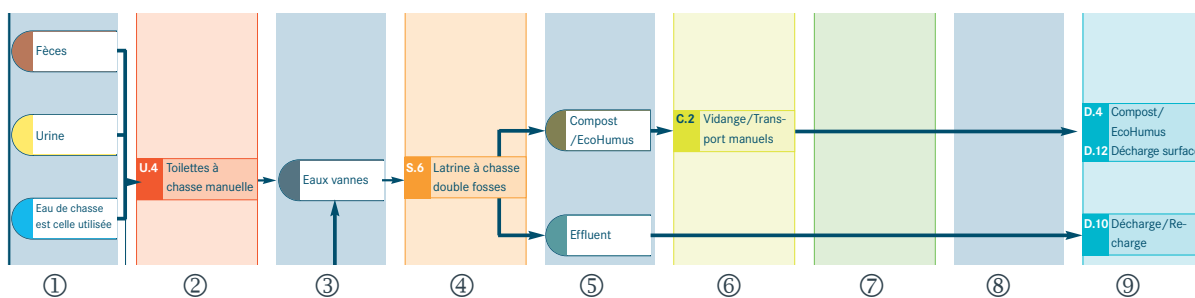 Fèces
Urine
Eau de chasse
est celle utilisée
U.4 Toilettes à
chasse manuelle
Eaux vannes
S.6 Latrine à chasse
double fosses
Compost
/EcoHumus
Effluent
C.2 Vidange/Trans-
port manuels
D.4 Compost/
EcoHumus
D.12 Décharge surface
D.10 Décharge/Re-
charge
① ② ③ ④ ⑤ ⑥ ⑦ ⑧ ⑨